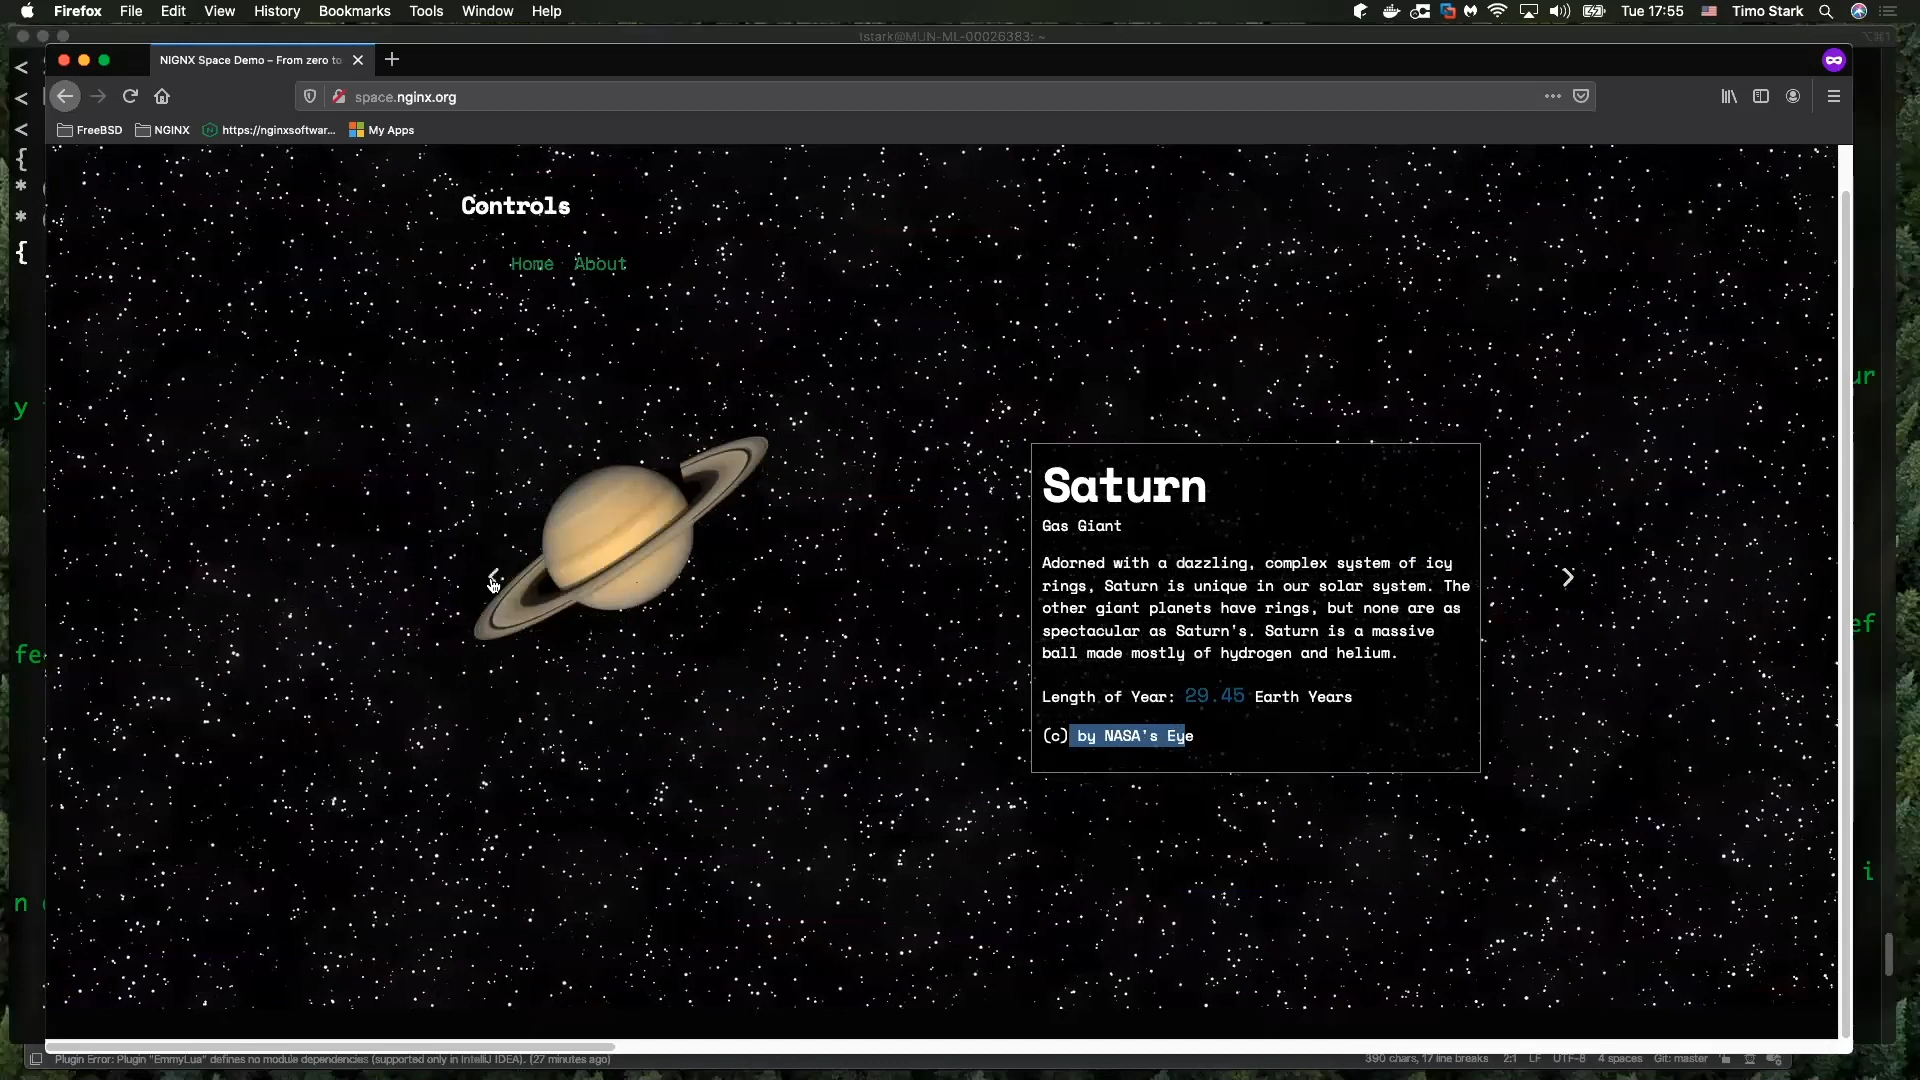 Firefox File Edit View History Bookmarks Tools Window Help Tue 17:55 Timo Stark
tstark@MUN-ML-00026383: ~ ⌥⌘1
NIGNX Space Demo – From zero to
space.nginx.org
FreeBSD NGINX https://nginxsoftwar... My Apps
Controls
Home About
Saturn
Gas Giant
Adorned with a dazzling, complex system of icy
rings, Saturn is unique in our solar system. The
other giant planets have rings, but none are as
spectacular as Saturn's. Saturn is a massive
ball made mostly of hydrogen and helium.
Length of Year: 29.45 Earth Years
(c) by NASA's Eye
<
<
<
{
*
*
{
ur
y
ef
fe
i
n
Plugin Error: Plugin "EmmyLua" defines no module dependencies (supported only in IntelliJ IDEA). (27 minutes ago) 390 chars, 17 line breaks 2:1 LF UTF-8 4 spaces Git: master